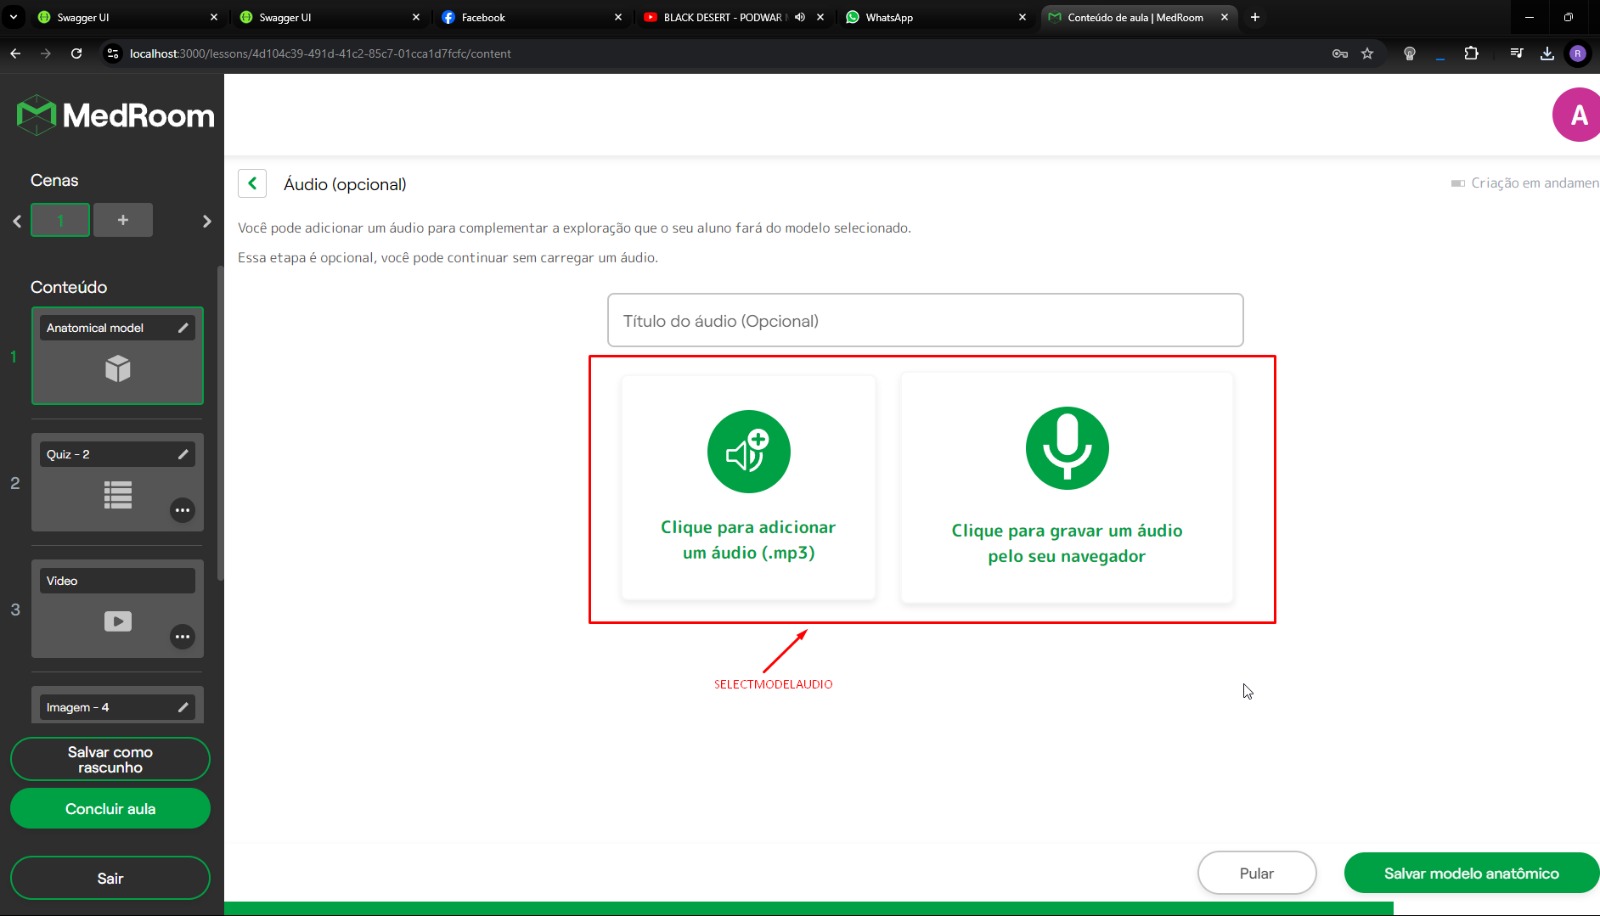 Swagger UI
Swagger UI
Facebook
BLACK DESERT - PODWAR
WhatsApp
Conteúdo de aula | MedRoom
localhost:3000/lessons/4d104c39-491d-41c2-85c7-01cca1d7fcfc/content
R
MedRoom
A
Cenas
1
+
Conteúdo
1
Anatomical model
2
Quiz - 2
3
Vídeo
Imagem - 4
Salvar como
rascunho
Concluir aula
Sair
Áudio (opcional)
Criação em andamen
Você pode adicionar um áudio para complementar a exploração que o seu aluno fará do modelo selecionado.
Essa etapa é opcional, você pode continuar sem carregar um áudio.
Título do áudio (Opcional)
Clique para adicionar
um áudio (.mp3)
Clique para gravar um áudio
pelo seu navegador
SELECTMODELAUDIO
Pular
Salvar modelo anatômico